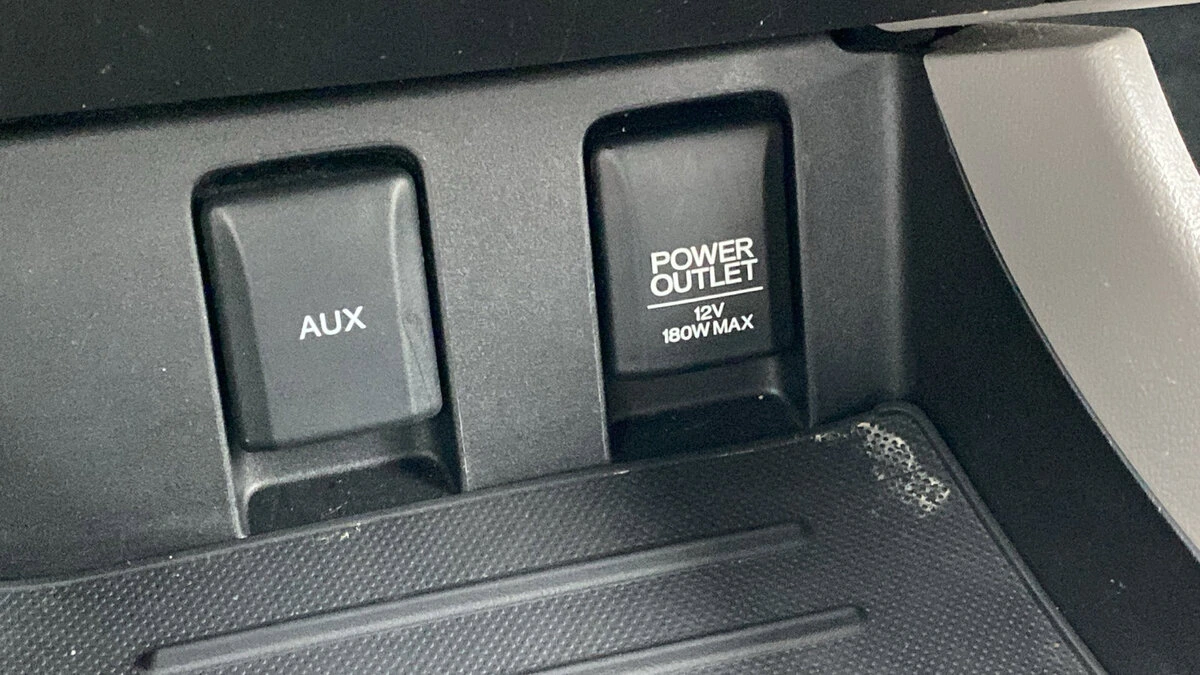 AUX
POWER
OUTLET
12V
180W MAX